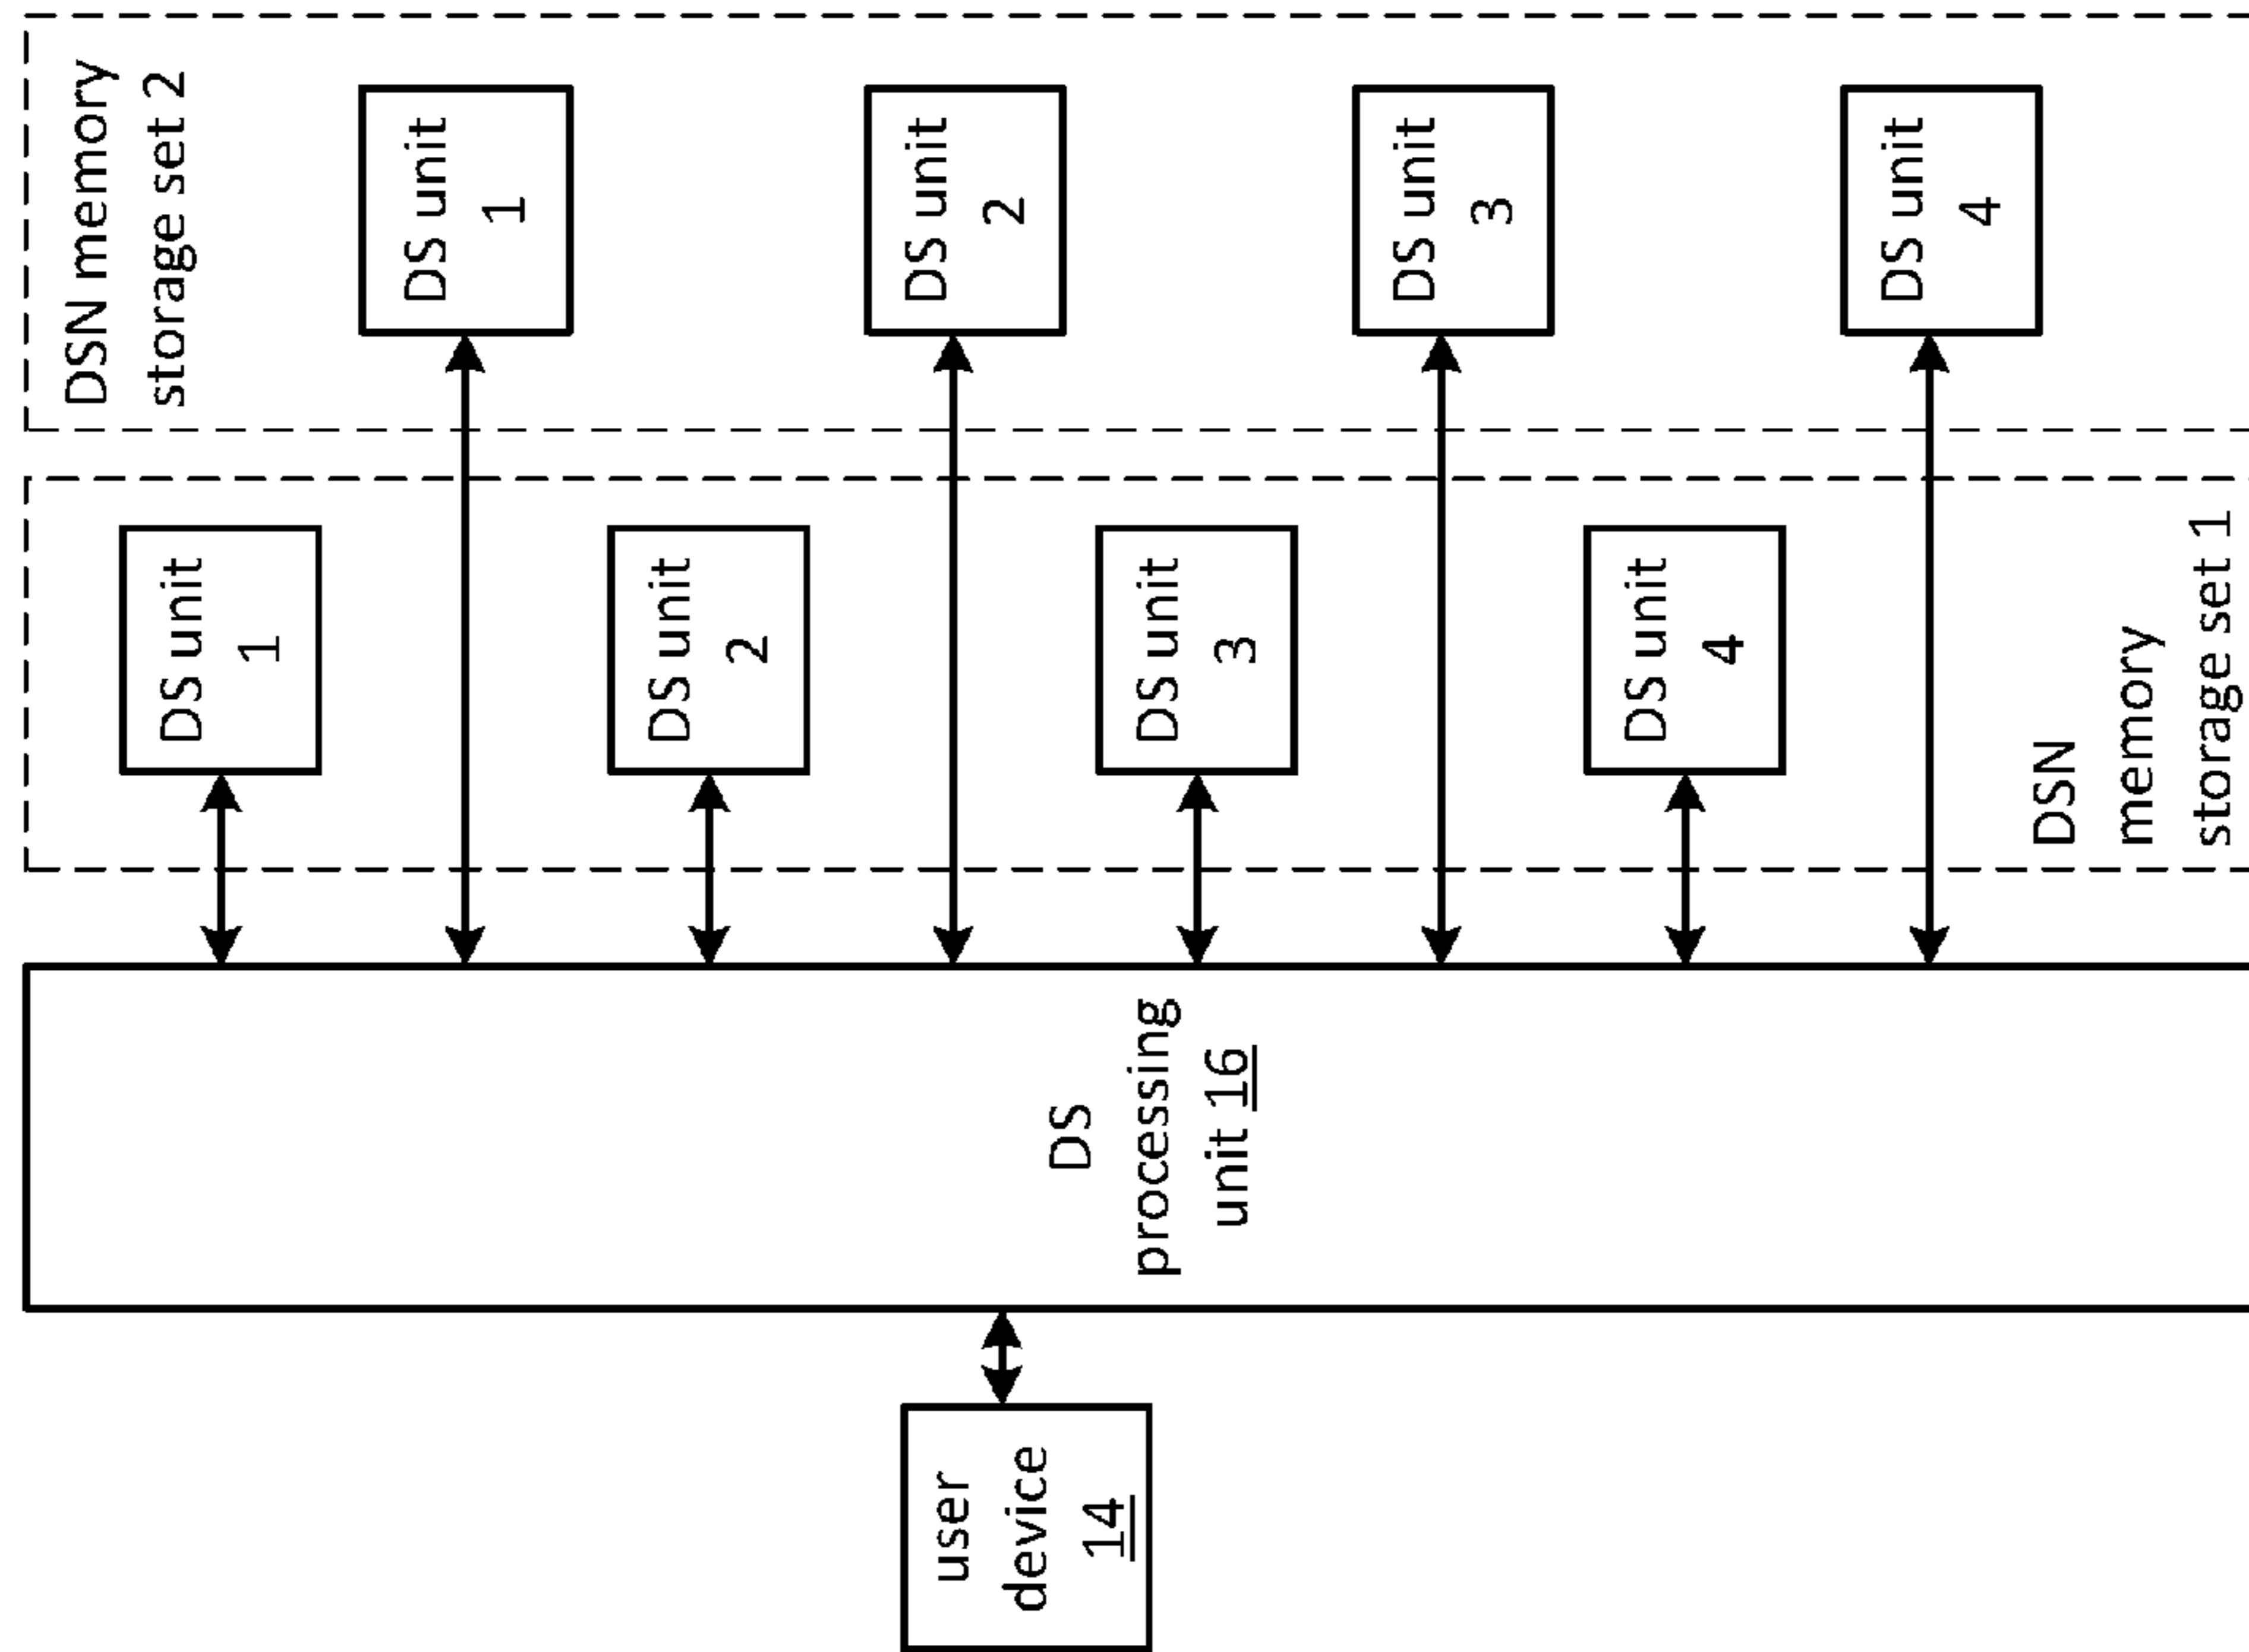 DSN memory
storage set 2
DS unit
1
DS unit
2
DS unit
3
DS unit
4
DS unit
1
DS unit
2
DS unit
3
DS unit
4
DSN
memory
storage set 1
DS
processing
unit 16
user
device
14